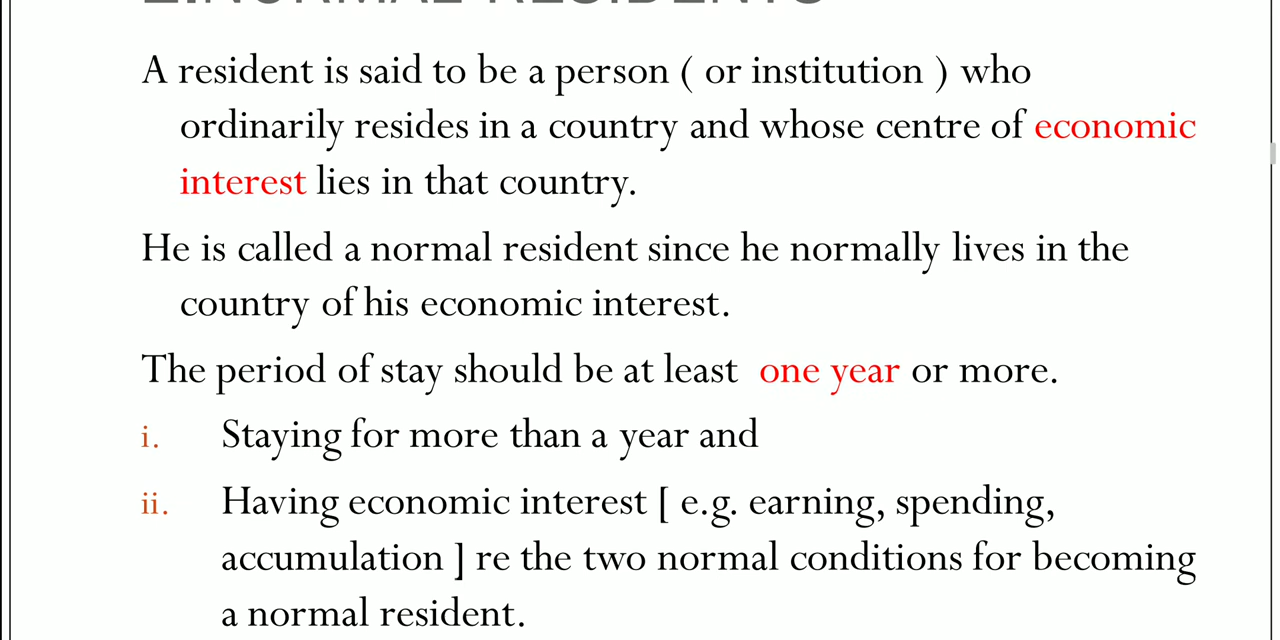 2.NORMAL RESIDENTS
A resident is said to be a person ( or institution ) who
ordinarily resides in a country and whose centre of economic
interest lies in that country.
He is called a normal resident since he normally lives in the
country of his economic interest.
The period of stay should be at least one year or more.
i. Staying for more than a year and
ii. Having economic interest [ e.g. earning, spending,
accumulation ] re the two normal conditions for becoming
a normal resident.